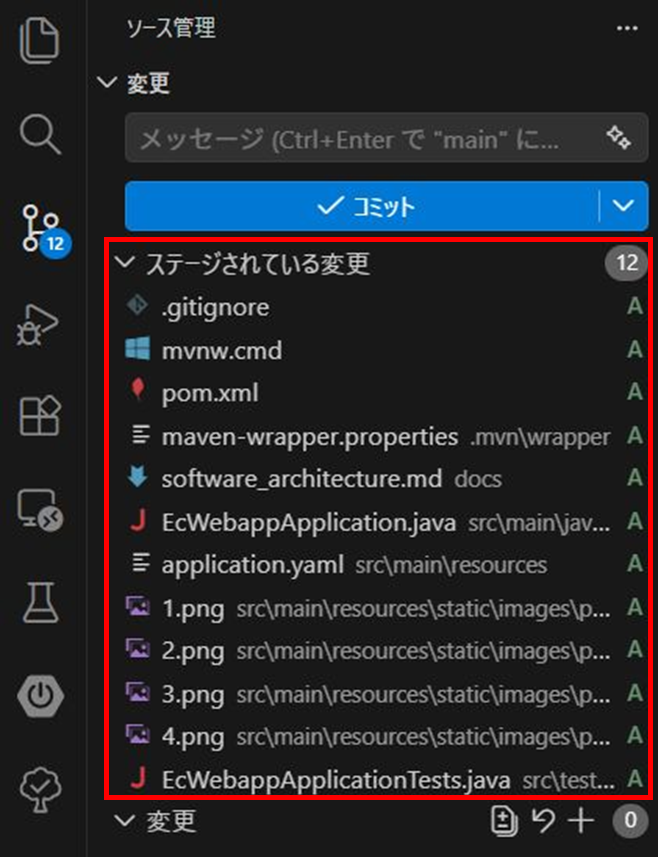 ソース管理
変更
メッセージ (Ctrl+Enter で "main" に...
コミット
12
ステージされている変更 12
.gitignore A
mvnw.cmd A
pom.xml A
maven-wrapper.properties .mvn\wrapper A
software_architecture.md docs A
EcWebappApplication.java src\main\jav... A
application.yaml src\main\resources A
1.png src\main\resources\static\images\p... A
2.png src\main\resources\static\images\p... A
3.png src\main\resources\static\images\p... A
4.png src\main\resources\static\images\p... A
EcWebappApplicationTests.java src\test... A
変更 0